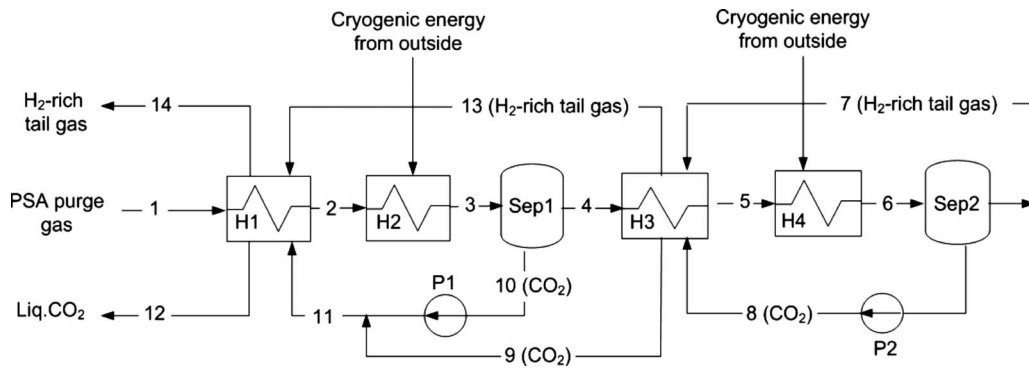 Cryogenic energy
from outside
Cryogenic energy
from outside
H₂-rich
tail gas
14
13 (H₂-rich tail gas)
7 (H₂-rich tail gas)
PSA purge
gas
1
H1
2
H2
3
Sep1
4
H3
5
H4
6
Sep2
P1
10 (CO₂)
Liq.CO₂
12
11
9 (CO₂)
8 (CO₂)
P2